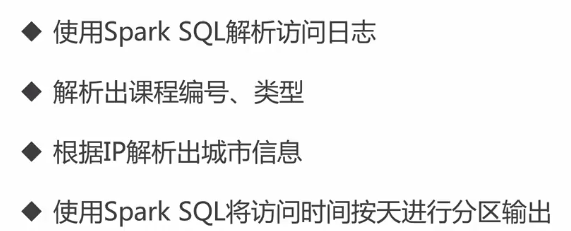 ◆ 使用Spark SQL解析访问日志
◆ 解析出课程编号、类型
◆ 根据IP解析出城市信息
◆ 使用Spark SQL将访问时间按天进行分区输出